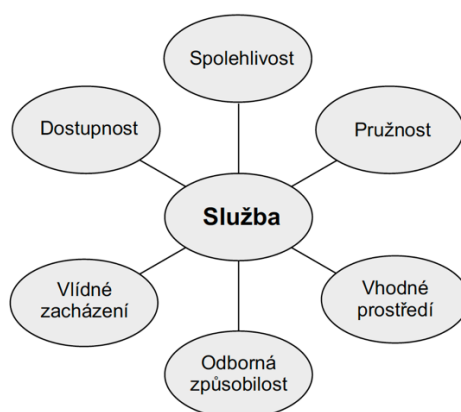 Spolehlivost
Dostupnost
Pružnost
Služba
Vlídné
zacházení
Vhodné
prostředí
Odborná
způsobilost